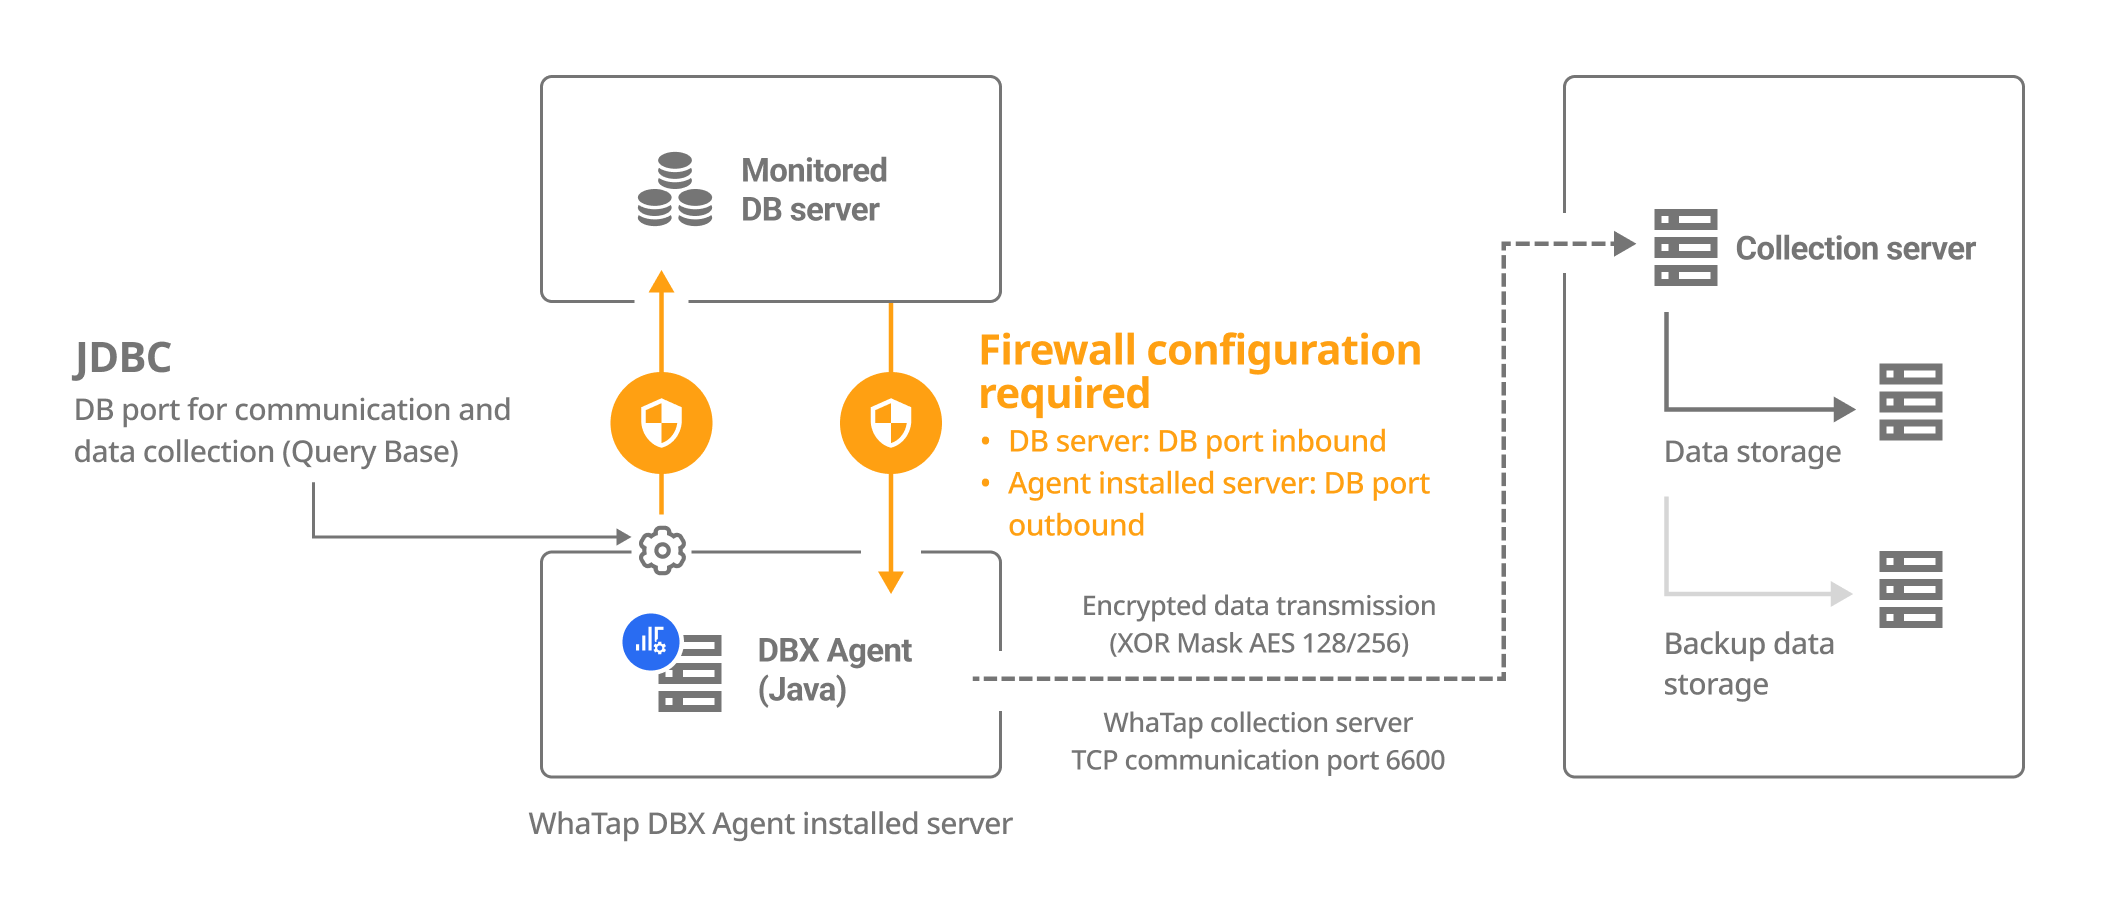 Monitored
DB server
JDBC
DB port for communication and
data collection (Query Base)
Firewall configuration
required
• DB server: DB port inbound
• Agent installed server: DB port
outbound
DBX Agent
(Java)
WhaTap DBX Agent installed server
Encrypted data transmission
(XOR Mask AES 128/256)
WhaTap collection server
TCP communication port 6600
Collection server
Data storage
Backup data
storage